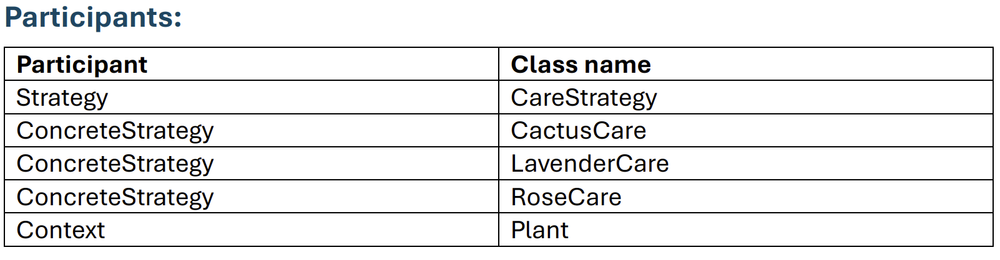 Participants:
Participant Class name
Strategy CareStrategy
ConcreteStrategy CactusCare
ConcreteStrategy LavenderCare
ConcreteStrategy RoseCare
Context Plant